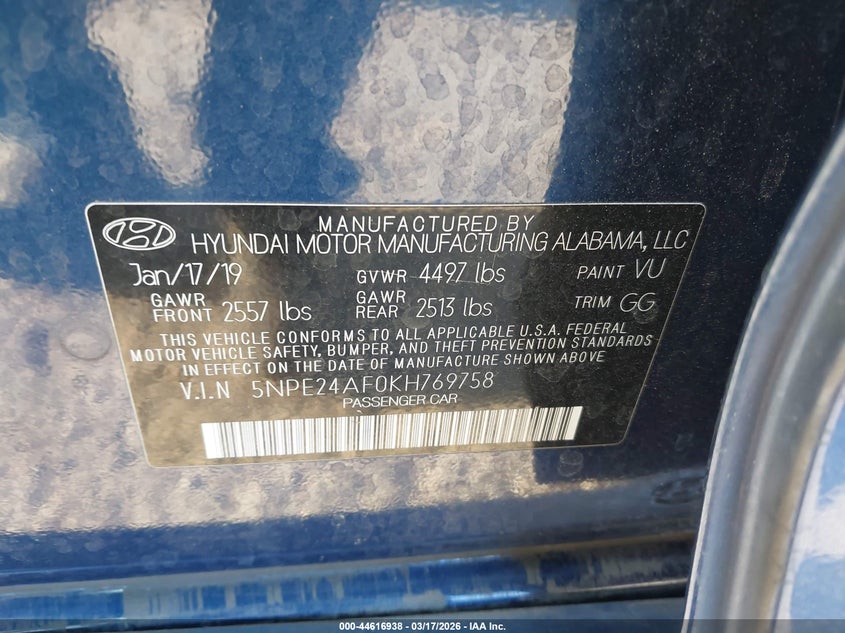 MANUFACTURED BY
HYUNDAI MOTOR MANUFACTURING ALABAMA, LLC
Jan/17/19 GVWR 4497 lbs PAINT VU
GAWR FRONT 2557 lbs GAWR REAR 2513 lbs TRIM GG
THIS VEHICLE CONFORMS TO ALL APPLICABLE U.S.A. FEDERAL
MOTOR VEHICLE SAFETY, BUMPER, AND THEFT PREVENTION STANDARDS
IN EFFECT ON THE DATE OF MANUFACTURE SHOWN ABOVE.
V.I.N 5NPE24AF0KH769758
PASSENGER CAR
000-44616938 - 03/17/2026 - IAA Inc.